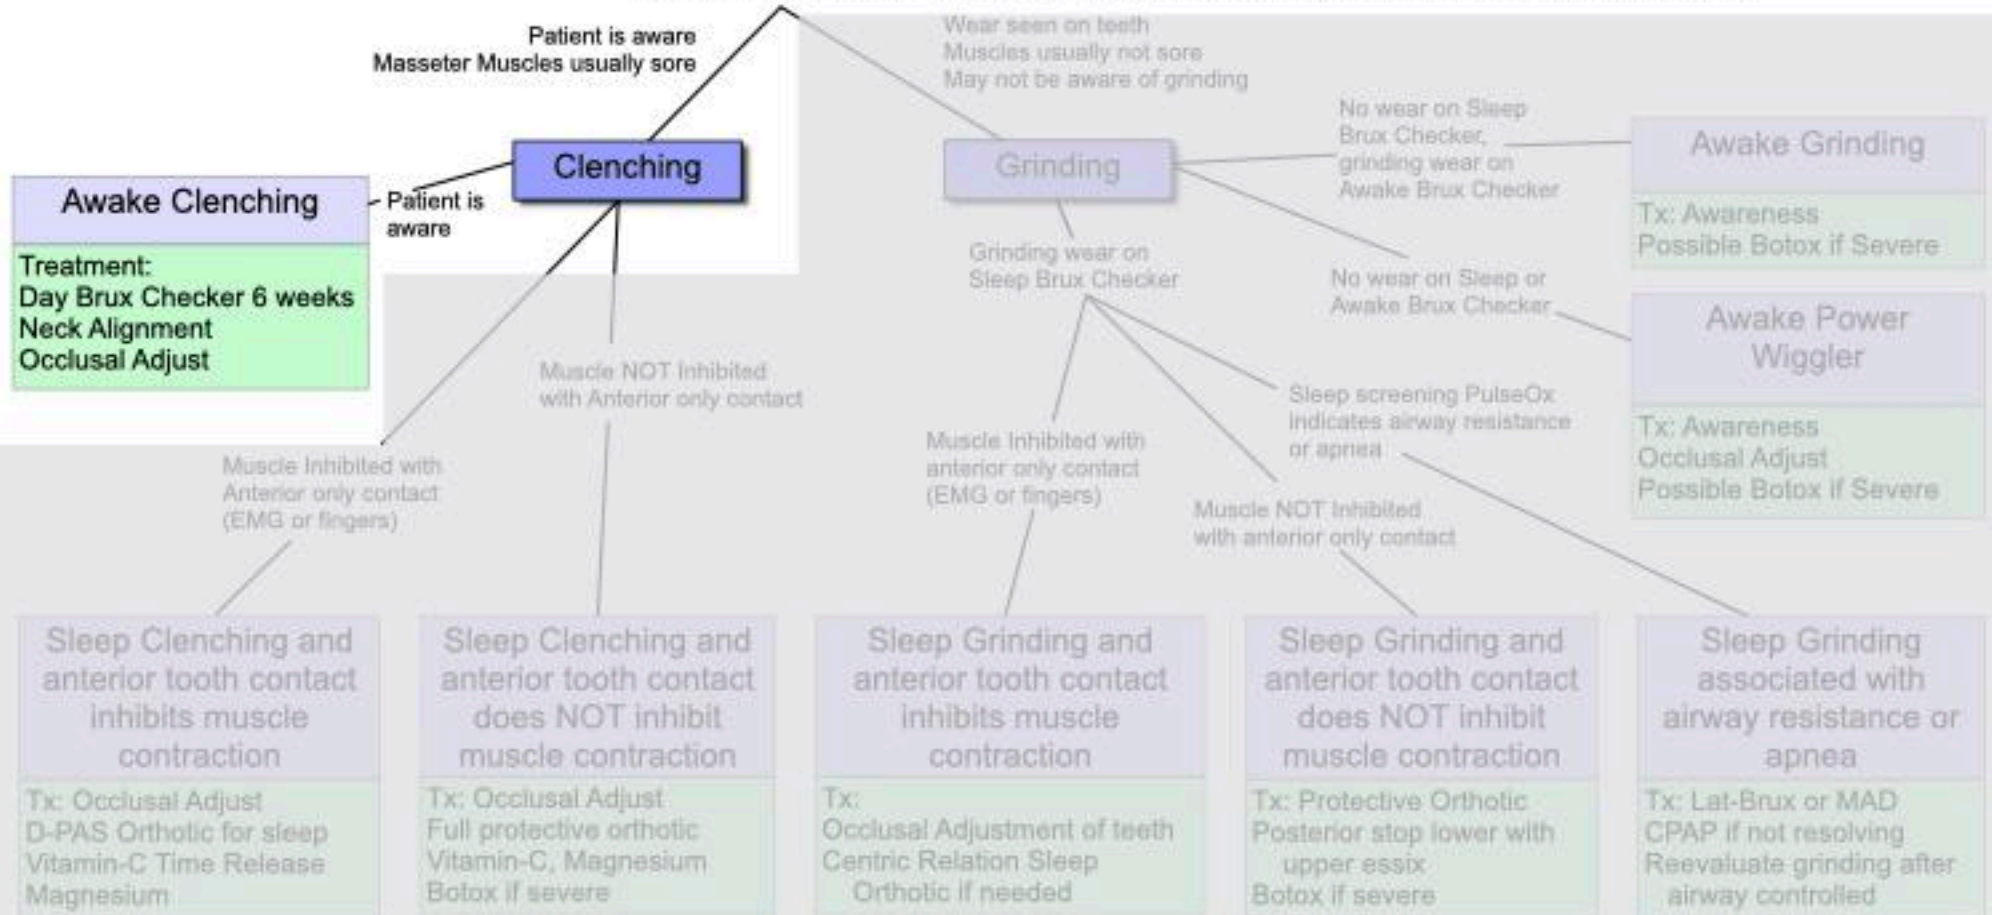 Patient is aware
Masseter Muscles usually sore
Wear seen on teeth
Muscles usually not sore
May not be aware of grinding
Clenching
Grinding
No wear on Sleep
Brux Checker,
grinding wear on
Awake Brux Checker
Awake Grinding
Tx: Awareness
Possible Botox if Severe
Awake Clenching
Patient is
aware
Treatment:
Day Brux Checker 6 weeks
Neck Alignment
Occlusal Adjust
Grinding wear on
Sleep Brux Checker
No wear on Sleep or
Awake Brux Checker
Awake Power
Wiggler
Tx: Awareness
Occlusal Adjust
Possible Botox if Severe
Muscle NOT Inhibited
with Anterior only contact
Sleep screening PulseOx
indicates airway resistance
or apnea
Muscle Inhibited with
Anterior only contact
(EMG or fingers)
Muscle Inhibited with
anterior only contact
(EMG or fingers)
Muscle NOT Inhibited
with anterior only contact
Sleep Clenching and
anterior tooth contact
inhibits muscle
contraction
Tx: Occlusal Adjust
D-PAS Orthotic for sleep
Vitamin-C Time Release
Magnesium
Sleep Clenching and
anterior tooth contact
does NOT inhibit
muscle contraction
Tx: Occlusal Adjust
Full protective orthotic
Vitamin-C, Magnesium
Botox if severe
Sleep Grinding and
anterior tooth contact
inhibits muscle
contraction
Tx:
Occlusal Adjustment of teeth
Centric Relation Sleep
Orthotic if needed
Sleep Grinding and
anterior tooth contact
does NOT inhibit
muscle contraction
Tx: Protective Orthotic
Posterior stop lower with
upper essix
Botox if severe
Sleep Grinding
associated with
airway resistance or
apnea
Tx: Lat-Brux or MAD
CPAP if not resolving
Reevaluate grinding after
airway controlled